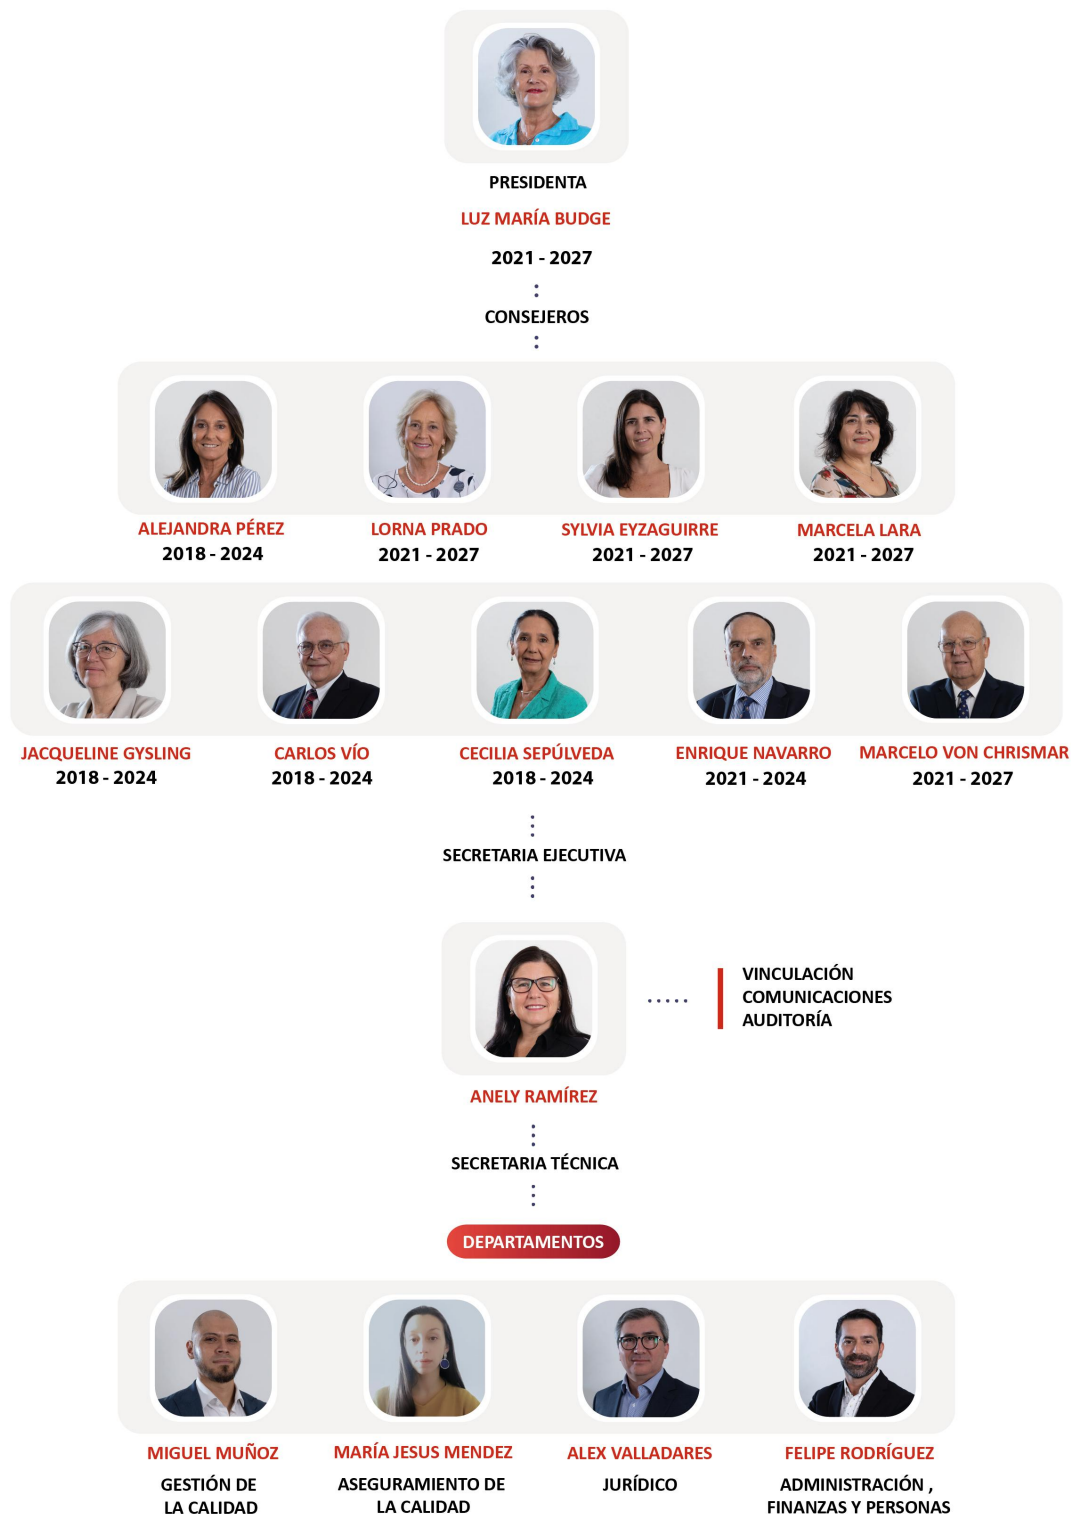 PRESIDENTA
LUZ MARÍA BUDGE
2021 - 2027
CONSEJEROS
ALEJANDRA PÉREZ
2018 - 2024
LORNA PRADO
2021 - 2027
SYLVIA EYZAGUIRRE
2021 - 2027
MARCELA LARA
2021 - 2027
JACQUELINE GYSLING
2018 - 2024
CARLOS VÍO
2018 - 2024
CECILIA SEPÚLVEDA
2018 - 2024
ENRIQUE NAVARRO
2021 - 2024
MARCELO VON CHRISMAR
2021 - 2027
SECRETARIA EJECUTIVA
VINCULACIÓN
COMUNICACIONES
AUDITORÍA
ANELY RAMÍREZ
SECRETARIA TÉCNICA
DEPARTAMENTOS
MIGUEL MUÑOZ
GESTIÓN DE
LA CALIDAD
MARÍA JESUS MENDEZ
ASEGURAMIENTO DE
LA CALIDAD
ALEX VALLADARES
JURÍDICO
FELIPE RODRÍGUEZ
ADMINISTRACIÓN ,
FINANZAS Y PERSONAS